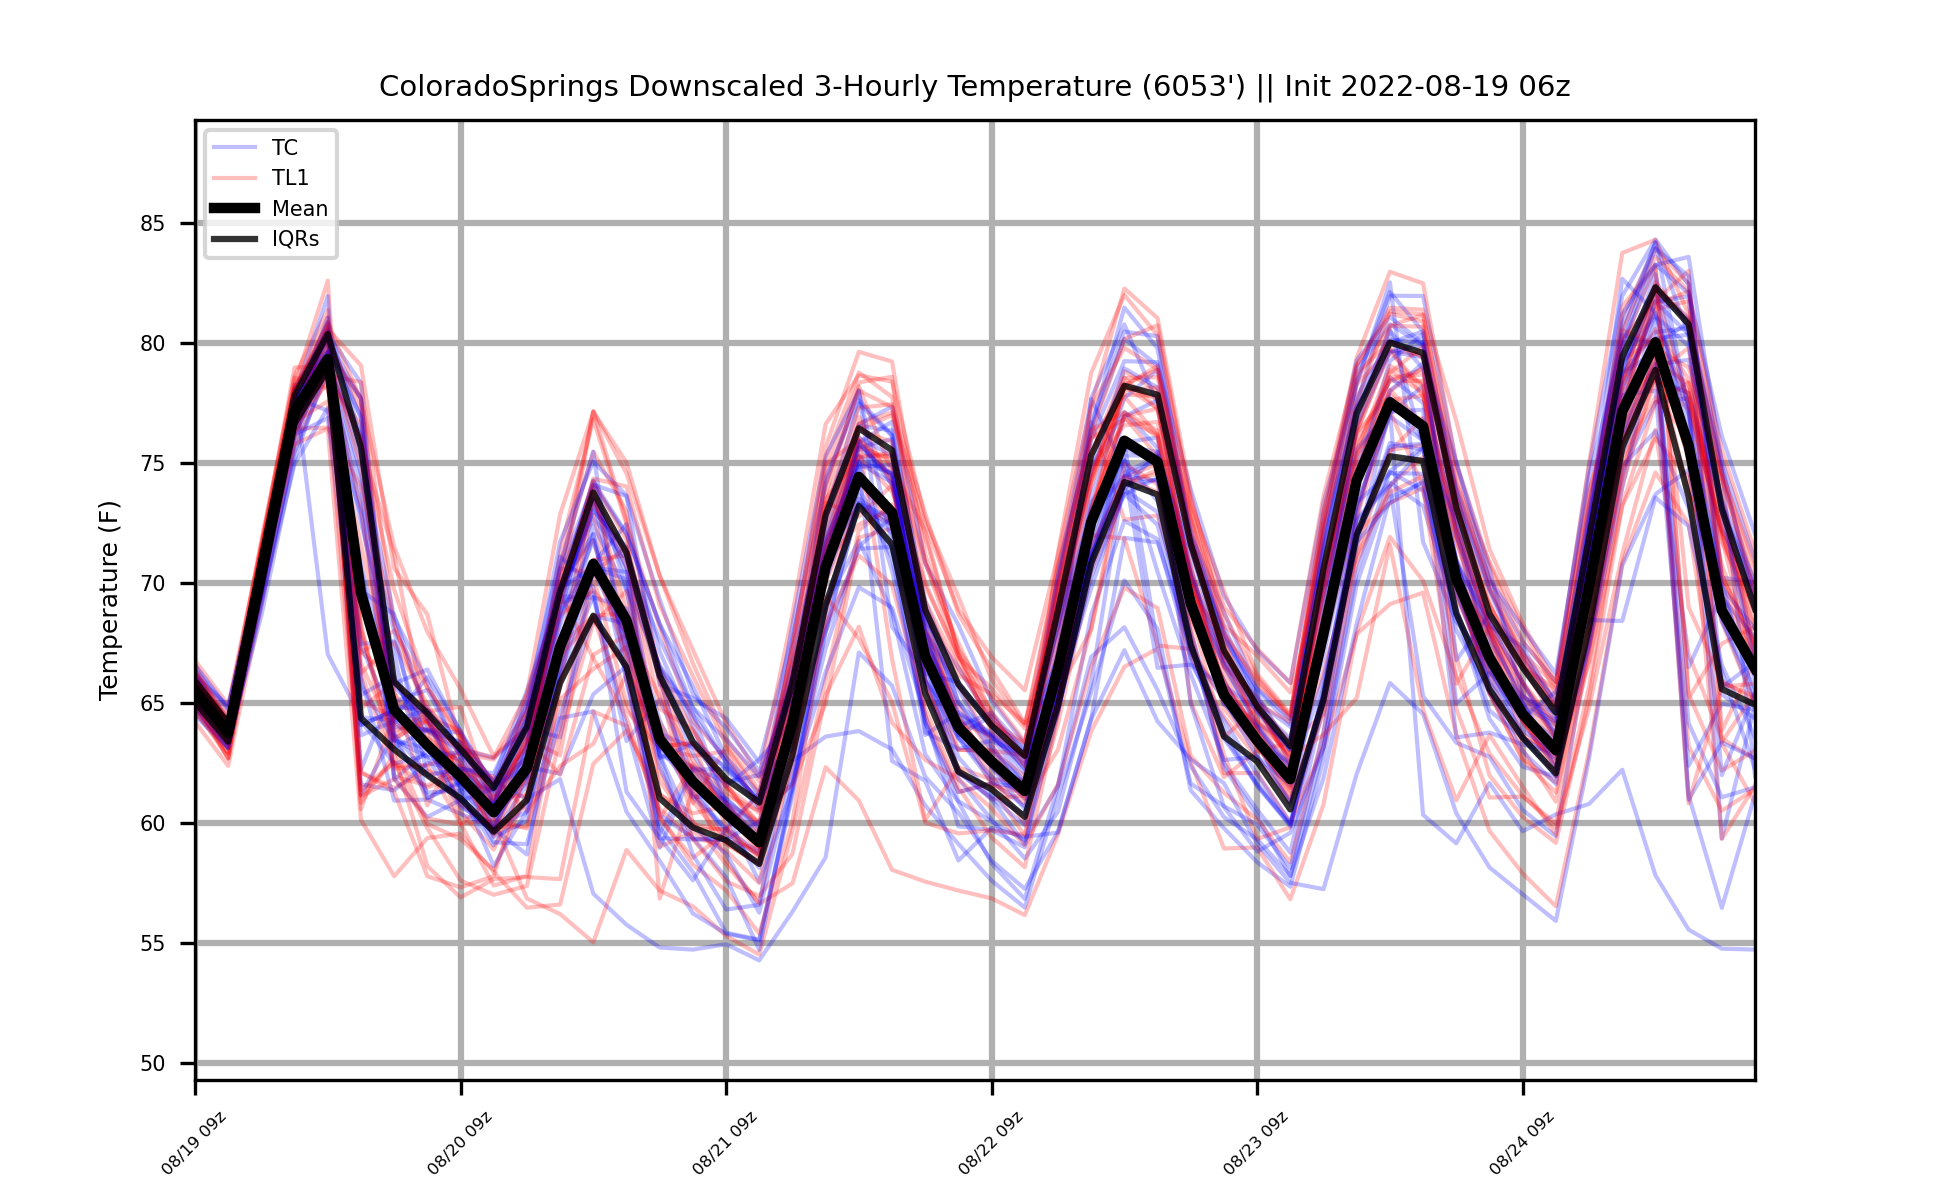 ColoradoSprings Downscaled 3-Hourly Temperature (6053') || Init 2022-08-19 06z
TC
TL1
Mean
IQRs
Temperature (F)
85
80
75
70
65
60
55
50
08/19 09z
08/20 09z
08/21 09z
08/22 09z
08/23 09z
08/24 09z